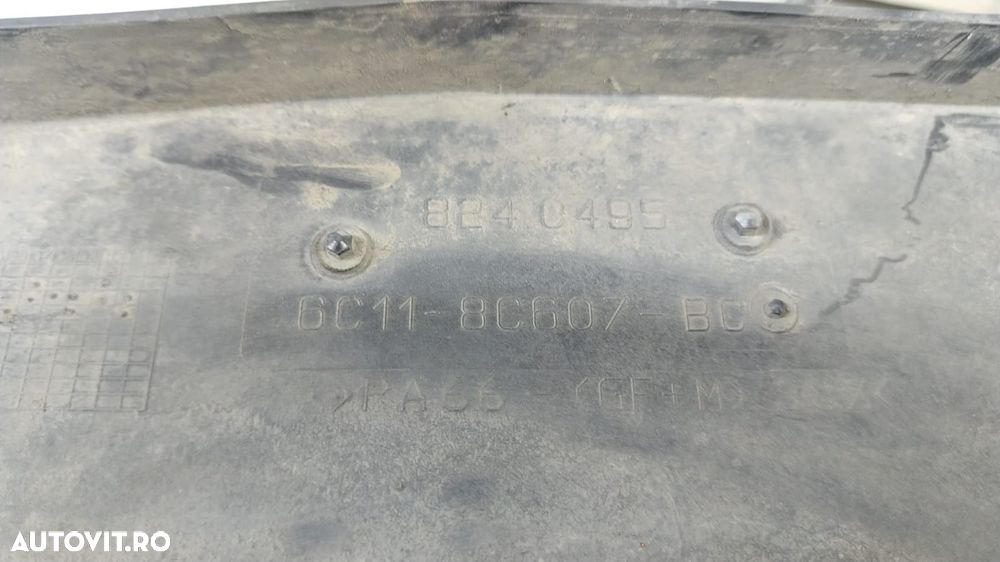 8240495
6C11-8C607-BC
>PA66-(GF+M)
AUTOVIT.RO